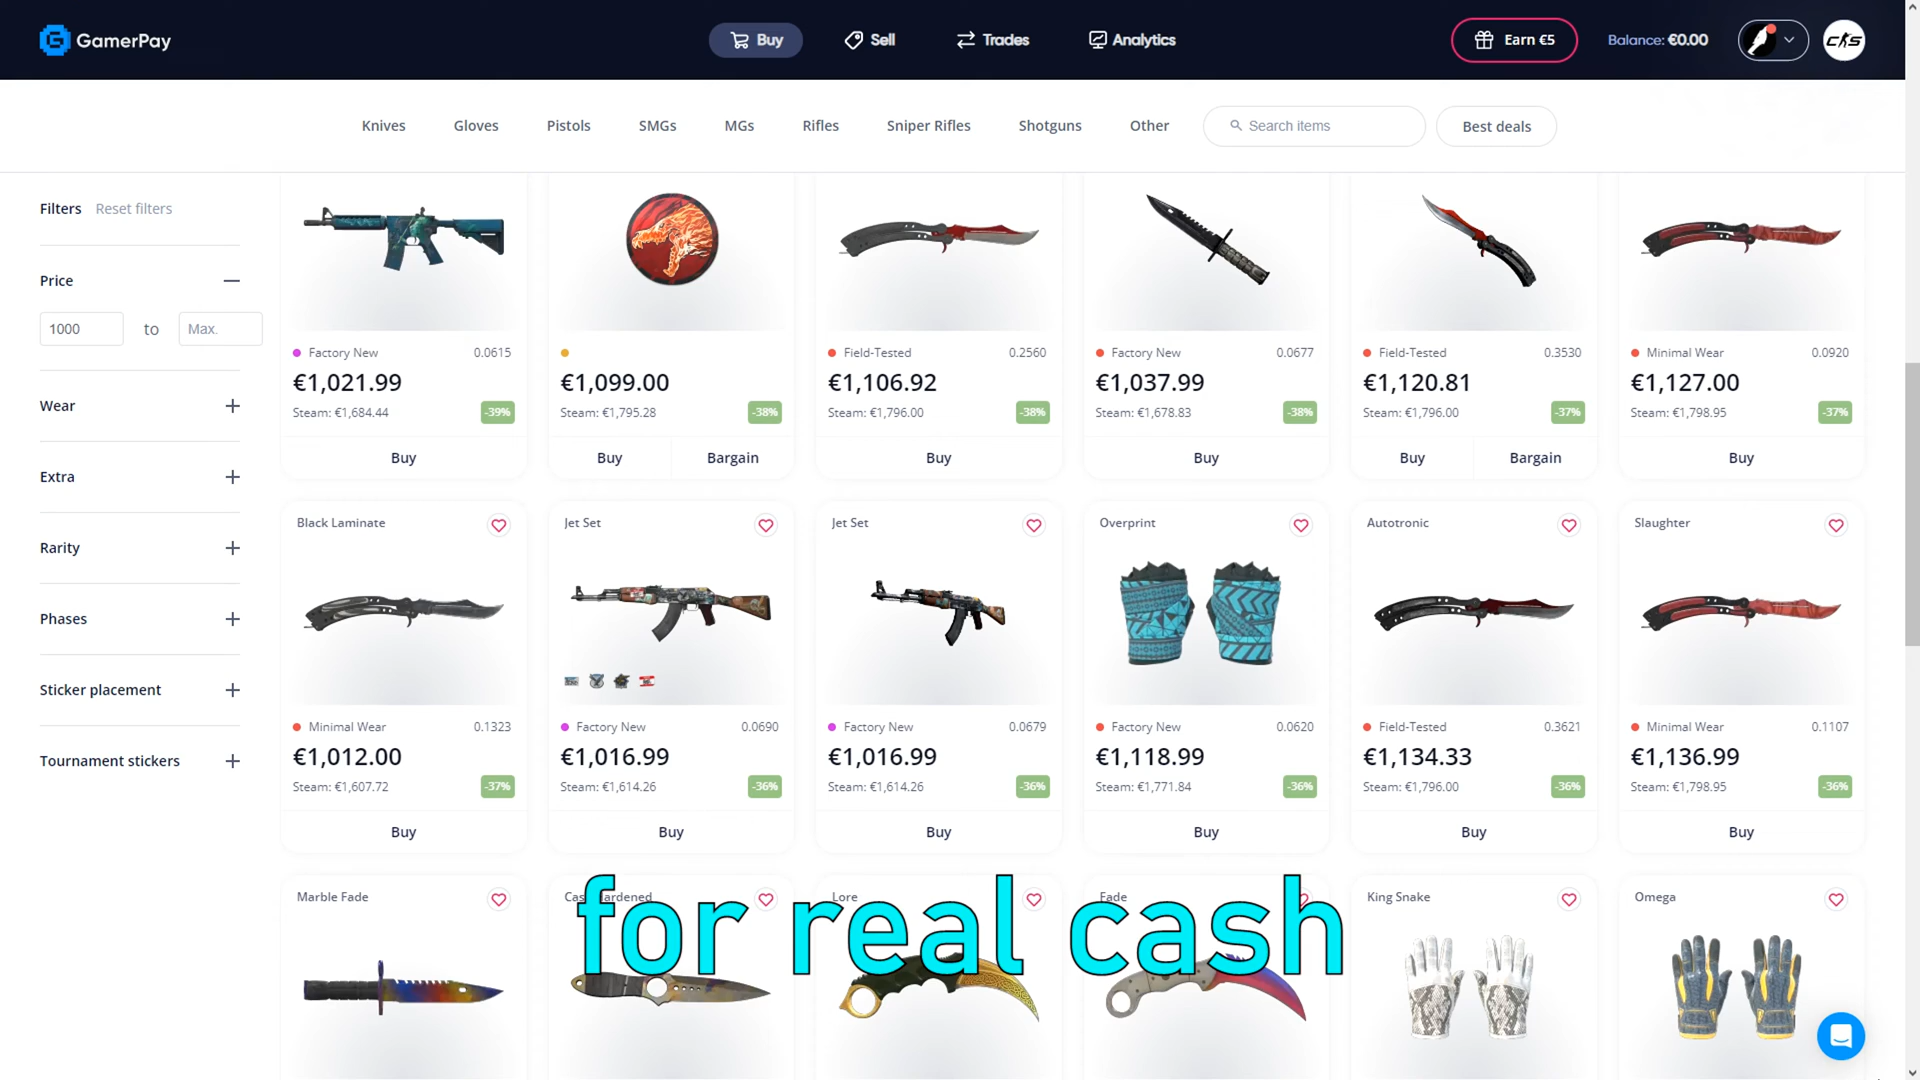 GamerPay
Buy
Sell
Trades
Analytics
Earn €5
Balance: €0.00
Knives
Gloves
Pistols
SMGs
MGs
Rifles
Sniper Rifles
Shotguns
Other
Search items
Best deals
Filters
Reset filters
Price
1000
to
Max.
Wear
Extra
Rarity
Phases
Sticker placement
Tournament stickers
Factory New 0.0615
€1,021.99
Steam: €1,684.44 -39%
Buy
€1,099.00
Steam: €1,795.28 -38%
Buy Bargain
Field-Tested 0.2560
€1,106.92
Steam: €1,796.00 -38%
Buy
Factory New 0.0677
€1,037.99
Steam: €1,678.83 -38%
Buy
Field-Tested 0.3530
€1,120.81
Steam: €1,796.00 -37%
Buy Bargain
Minimal Wear 0.0920
€1,127.00
Steam: €1,798.95 -37%
Buy
Black Laminate
Minimal Wear 0.1323
€1,012.00
Steam: €1,607.72 -37%
Buy
Jet Set
Factory New 0.0690
€1,016.99
Steam: €1,614.26 -36%
Buy
Jet Set
Factory New 0.0679
€1,016.99
Steam: €1,614.26 -36%
Buy
Overprint
Factory New 0.0620
€1,118.99
Steam: €1,771.84 -36%
Buy
Autotronic
Field-Tested 0.3621
€1,134.33
Steam: €1,796.00 -36%
Buy
Slaughter
Minimal Wear 0.1107
€1,136.99
Steam: €1,798.95 -36%
Buy
Marble Fade
Lore
Fade
King Snake
Omega
for real cash